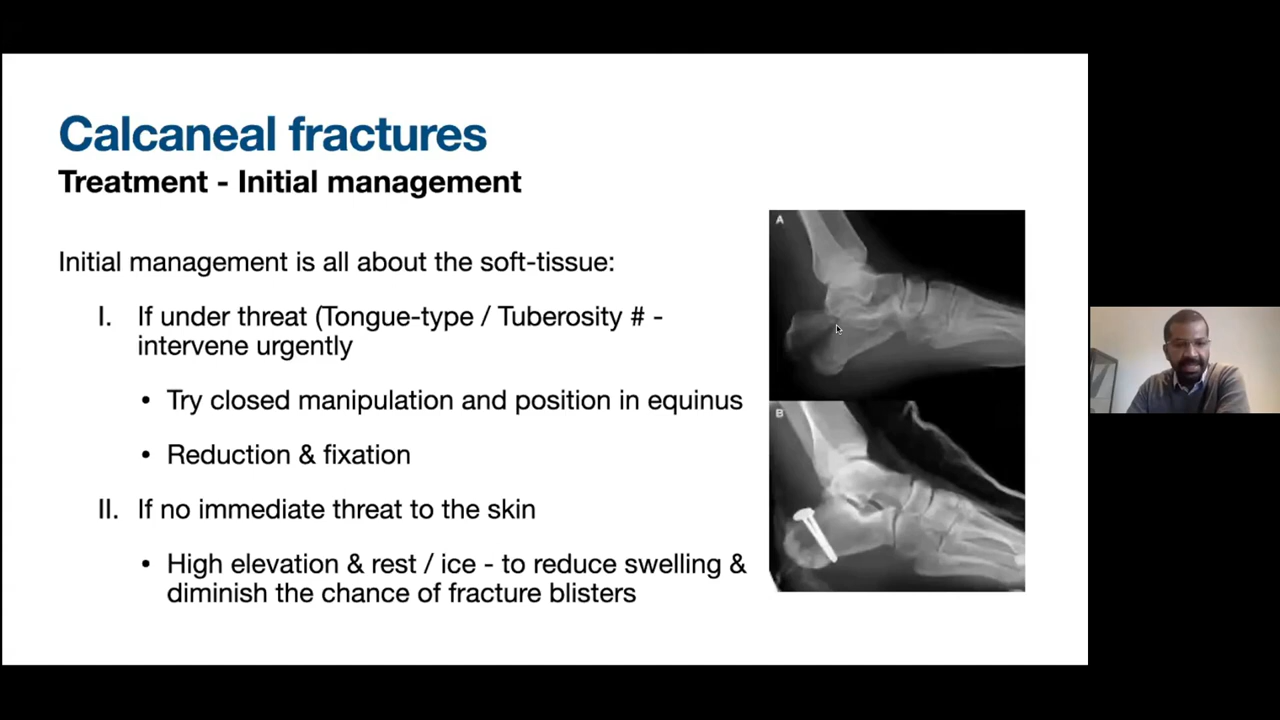 Calcaneal fractures
Treatment - Initial management
Initial management is all about the soft-tissue:
I. If under threat (Tongue-type / Tuberosity # -
intervene urgently
• Try closed manipulation and position in equinus
• Reduction & fixation
II. If no immediate threat to the skin
• High elevation & rest / ice - to reduce swelling &
diminish the chance of fracture blisters
A
B